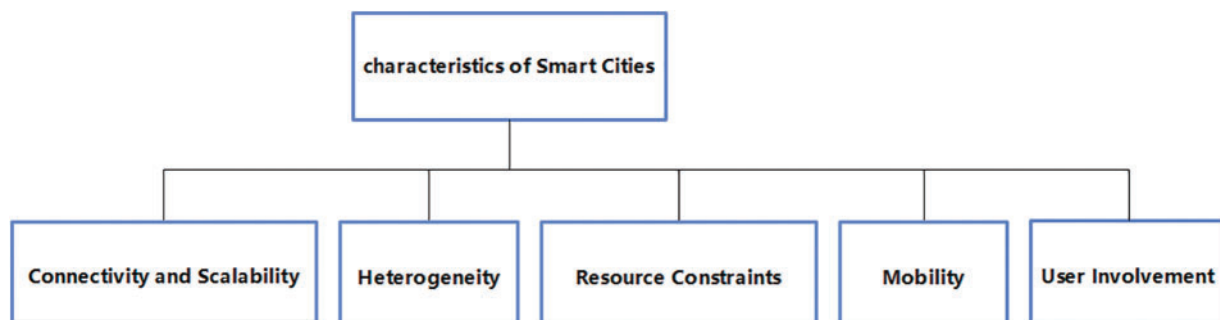 characteristics of Smart Cities
Connectivity and Scalability
Heterogeneity
Resource Constraints
Mobility
User Involvement